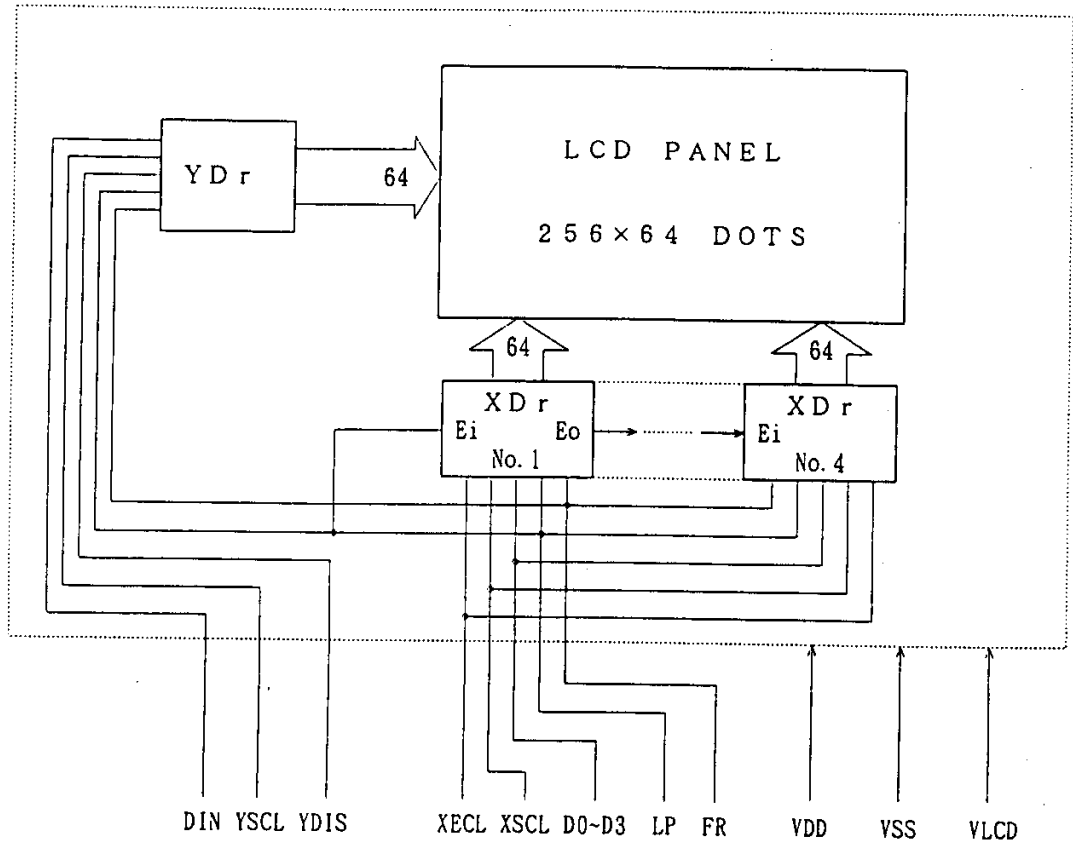 LCD PANEL
256×64 DOTS
YDr
64
64
64
XDr
Ei Eo
No.1
XDr
Ei
No.4
DIN YSCL YDIS XECL XSCL D0~D3 LP FR VDD VSS VLCD